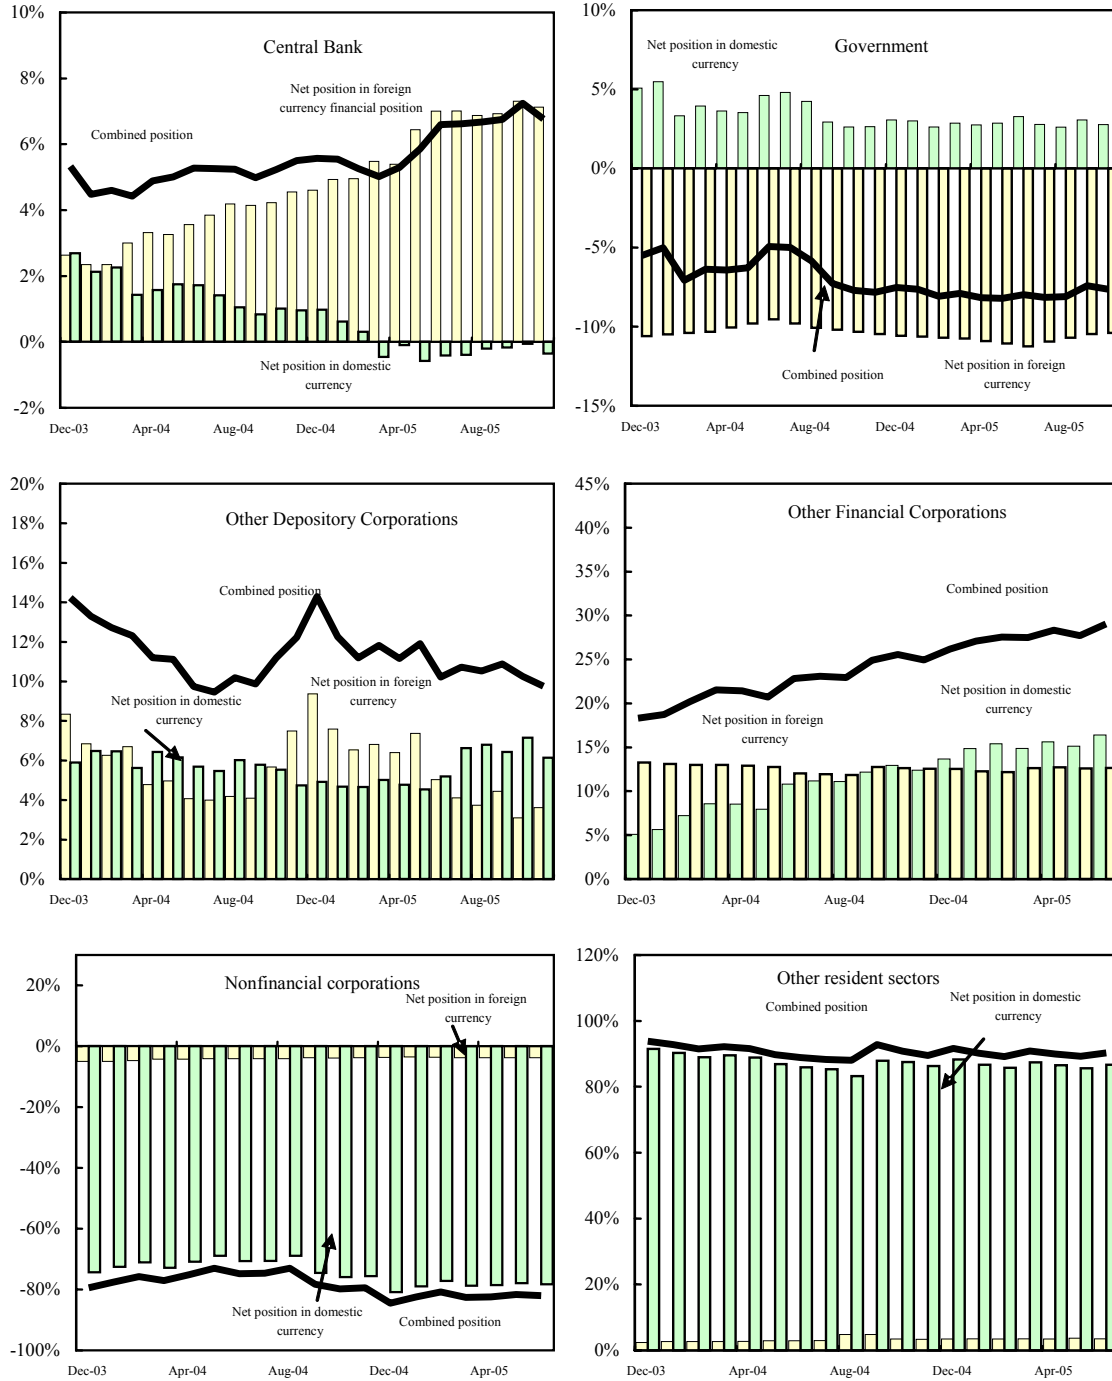 10%
8%
6%
4%
2%
0%
-2%
Central Bank
Net position in foreign
currency financial position
Combined position
Net position in domestic
currency
Dec-03 Apr-04 Aug-04 Dec-04 Apr-05 Aug-05
10%
5%
0%
-5%
-10%
-15%
Net position in domestic
currency
Government
Combined position
Net position in foreign
currency
Dec-03 Apr-04 Aug-04 Dec-04 Apr-05 Aug-05
20%
18%
16%
14%
12%
10%
8%
6%
4%
2%
0%
Other Depository Corporations
Combined position
Net position in foreign
currency
Net position in domestic
currency
Dec-03 Apr-04 Aug-04 Dec-04 Apr-05 Aug-05
45%
40%
35%
30%
25%
20%
15%
10%
5%
0%
Other Financial Corporations
Combined position
Net position in domestic
currency
Net position in foreign
currency
Dec-03 Apr-04 Aug-04 Dec-04 Apr-05
20%
0%
-20%
-40%
-60%
-80%
-100%
Nonfinancial corporations
Net position in foreign
currency
Net position in domestic
currency
Combined position
Dec-03 Apr-04 Aug-04 Dec-04 Apr-05
120%
100%
80%
60%
40%
20%
0%
Other resident sectors
Combined position
Net position in domestic
currency
Dec-03 Apr-04 Aug-04 Dec-04 Apr-05